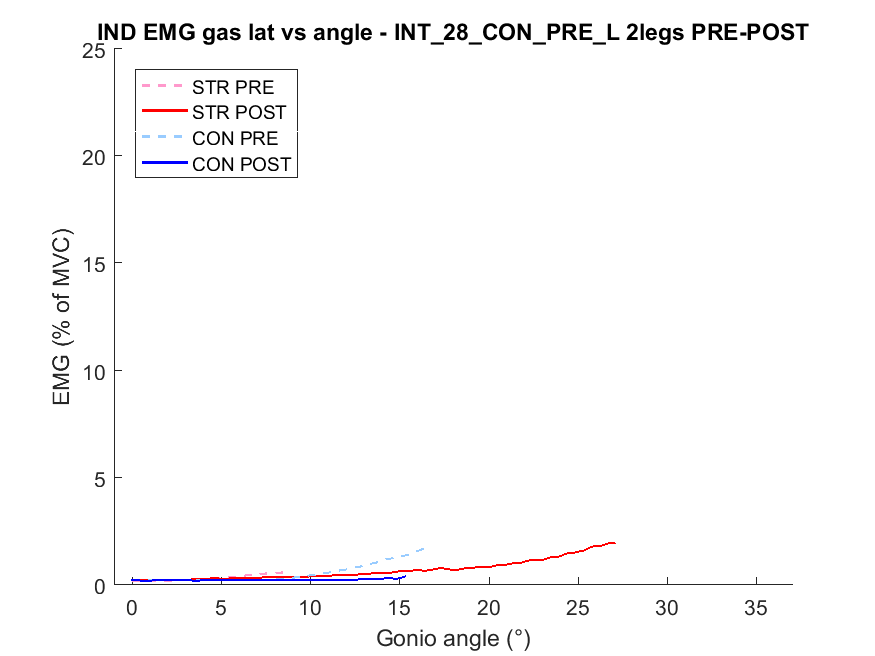 IND EMG gas lat vs angle - INT_28_CON_PRE_L 2legs PRE-POST
25
20
15
10
5
0
EMG (% of MVC)
STR PRE
STR POST
CON PRE
CON POST
0 5 10 15 20 25 30 35
Gonio angle (°)